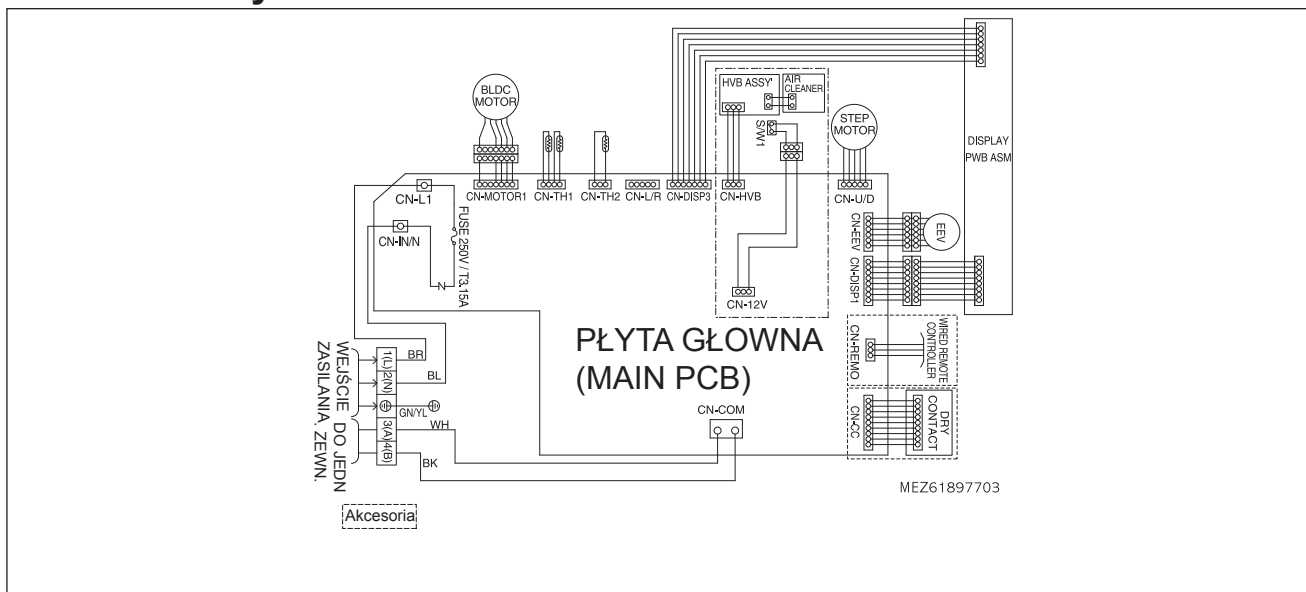 BLDC
MOTOR
HVB ASSY'
AIR
CLEANER
S/W1
STEP
MOTOR
DISPLAY
PWB ASM
CN-L1
CN-MOTOR1
CN-TH1
CN-TH2
CN-L/R
CN-DISP3
CN-HVB
CN-U/D
CN-IN/N
FUSE 250V / T3.15A
CN-EEV
EEV
CN-DISP1
CN-12V
PŁYTA GŁOWNA
(MAIN PCB)
CN-REMO
WIRED REMOTE
CONTROLLER
WEJŚCIE DO JEDN
ZASILANIA. ZEWN.
1(L)
2(N)
3(A)
4(B)
BR
BL
GN/YL
WH
BK
CN-COM
CN-CC
DRY
CONTACT
MEZ61897703
Akcesoria